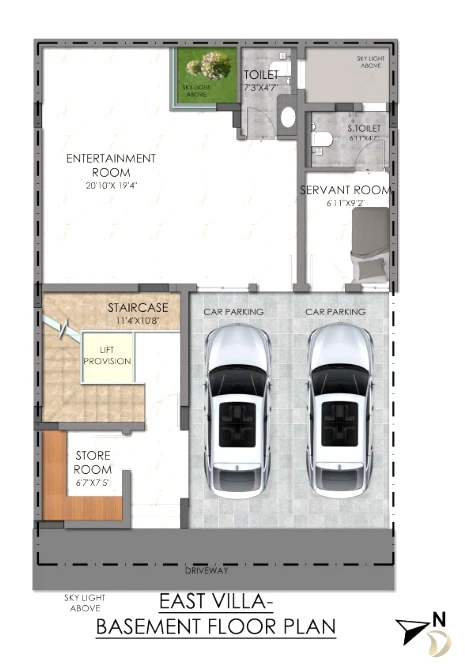 TOILET
7'3"X4'7"
SKY LIGHT
ABOVE
SKY LIGHT
ABOVE
S.TOILET
6'11"X4'7"
ENTERTAINMENT
ROOM
20'10"X 19'4"
SERVANT ROOM
6'11"X9'2"
STAIRCASE
11'4"X10'8"
CAR PARKING
CAR PARKING
LIFT
PROVISION
STORE
ROOM
6'7"X7'5"
DRIVEWAY
SKY LIGHT
ABOVE
EAST VILLA-
BASEMENT FLOOR PLAN
N